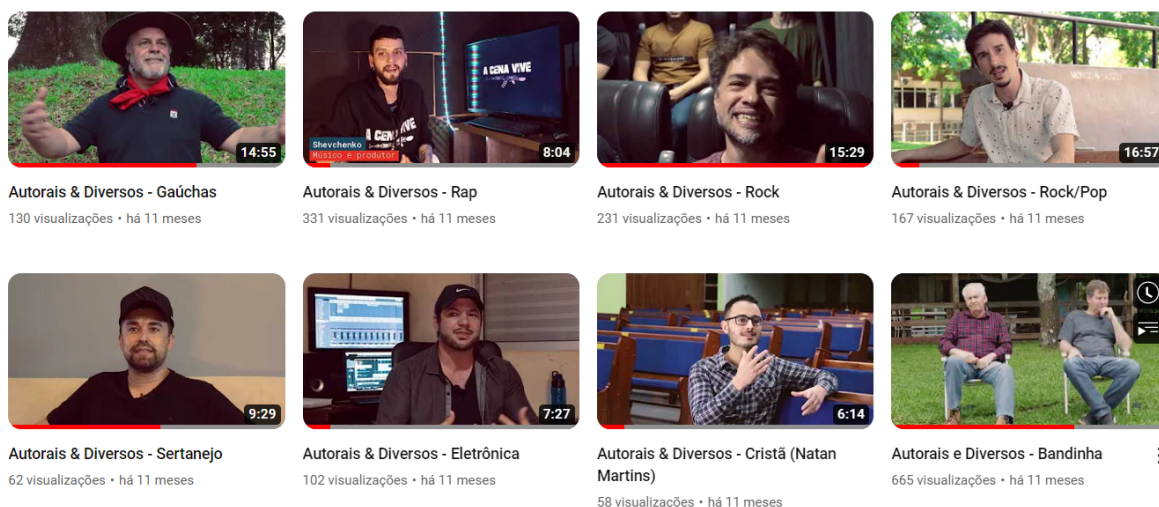 A CENA VIVE
A CENA VIVE
Shevchenko
Músico e produtor
14:55
8:04
15:29
16:57
Autorais & Diversos - Gaúchas
Autorais & Diversos - Rap
Autorais & Diversos - Rock
Autorais & Diversos - Rock/Pop
130 visualizações • há 11 meses
331 visualizações • há 11 meses
231 visualizações • há 11 meses
167 visualizações • há 11 meses
9:29
7:27
6:14
Autorais & Diversos - Sertanejo
Autorais & Diversos - Eletrônica
Autorais & Diversos - Cristã (Natan
Martins)
Autorais e Diversos - Bandinha
62 visualizações • há 11 meses
102 visualizações • há 11 meses
58 visualizações • há 11 meses
665 visualizações • há 11 meses